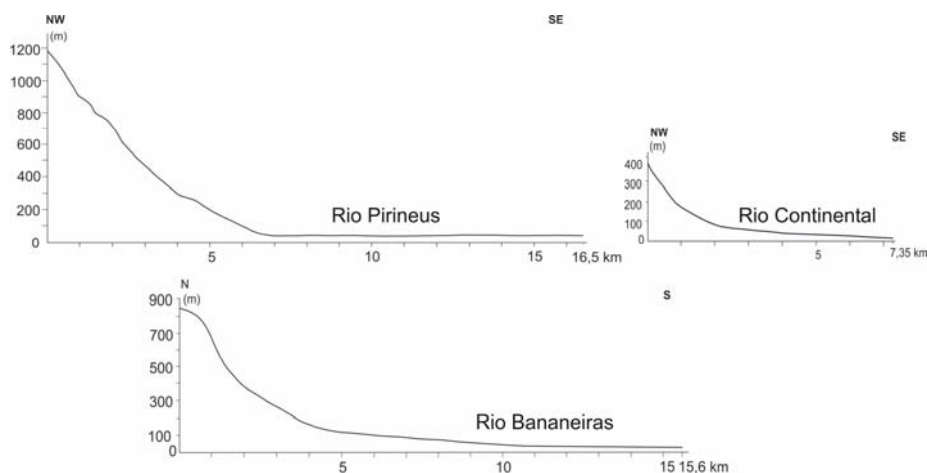 NW
SE
(m)
1200
1000
800
600
400
200
0
Rio Pirineus
5
10
15
16,5 km
NW
SE
(m)
400
300
200
100
0
Rio Continental
5
7,35 km
N
S
(m)
900
700
500
300
100
0
Rio Bananeiras
5
10
15 15,6 km